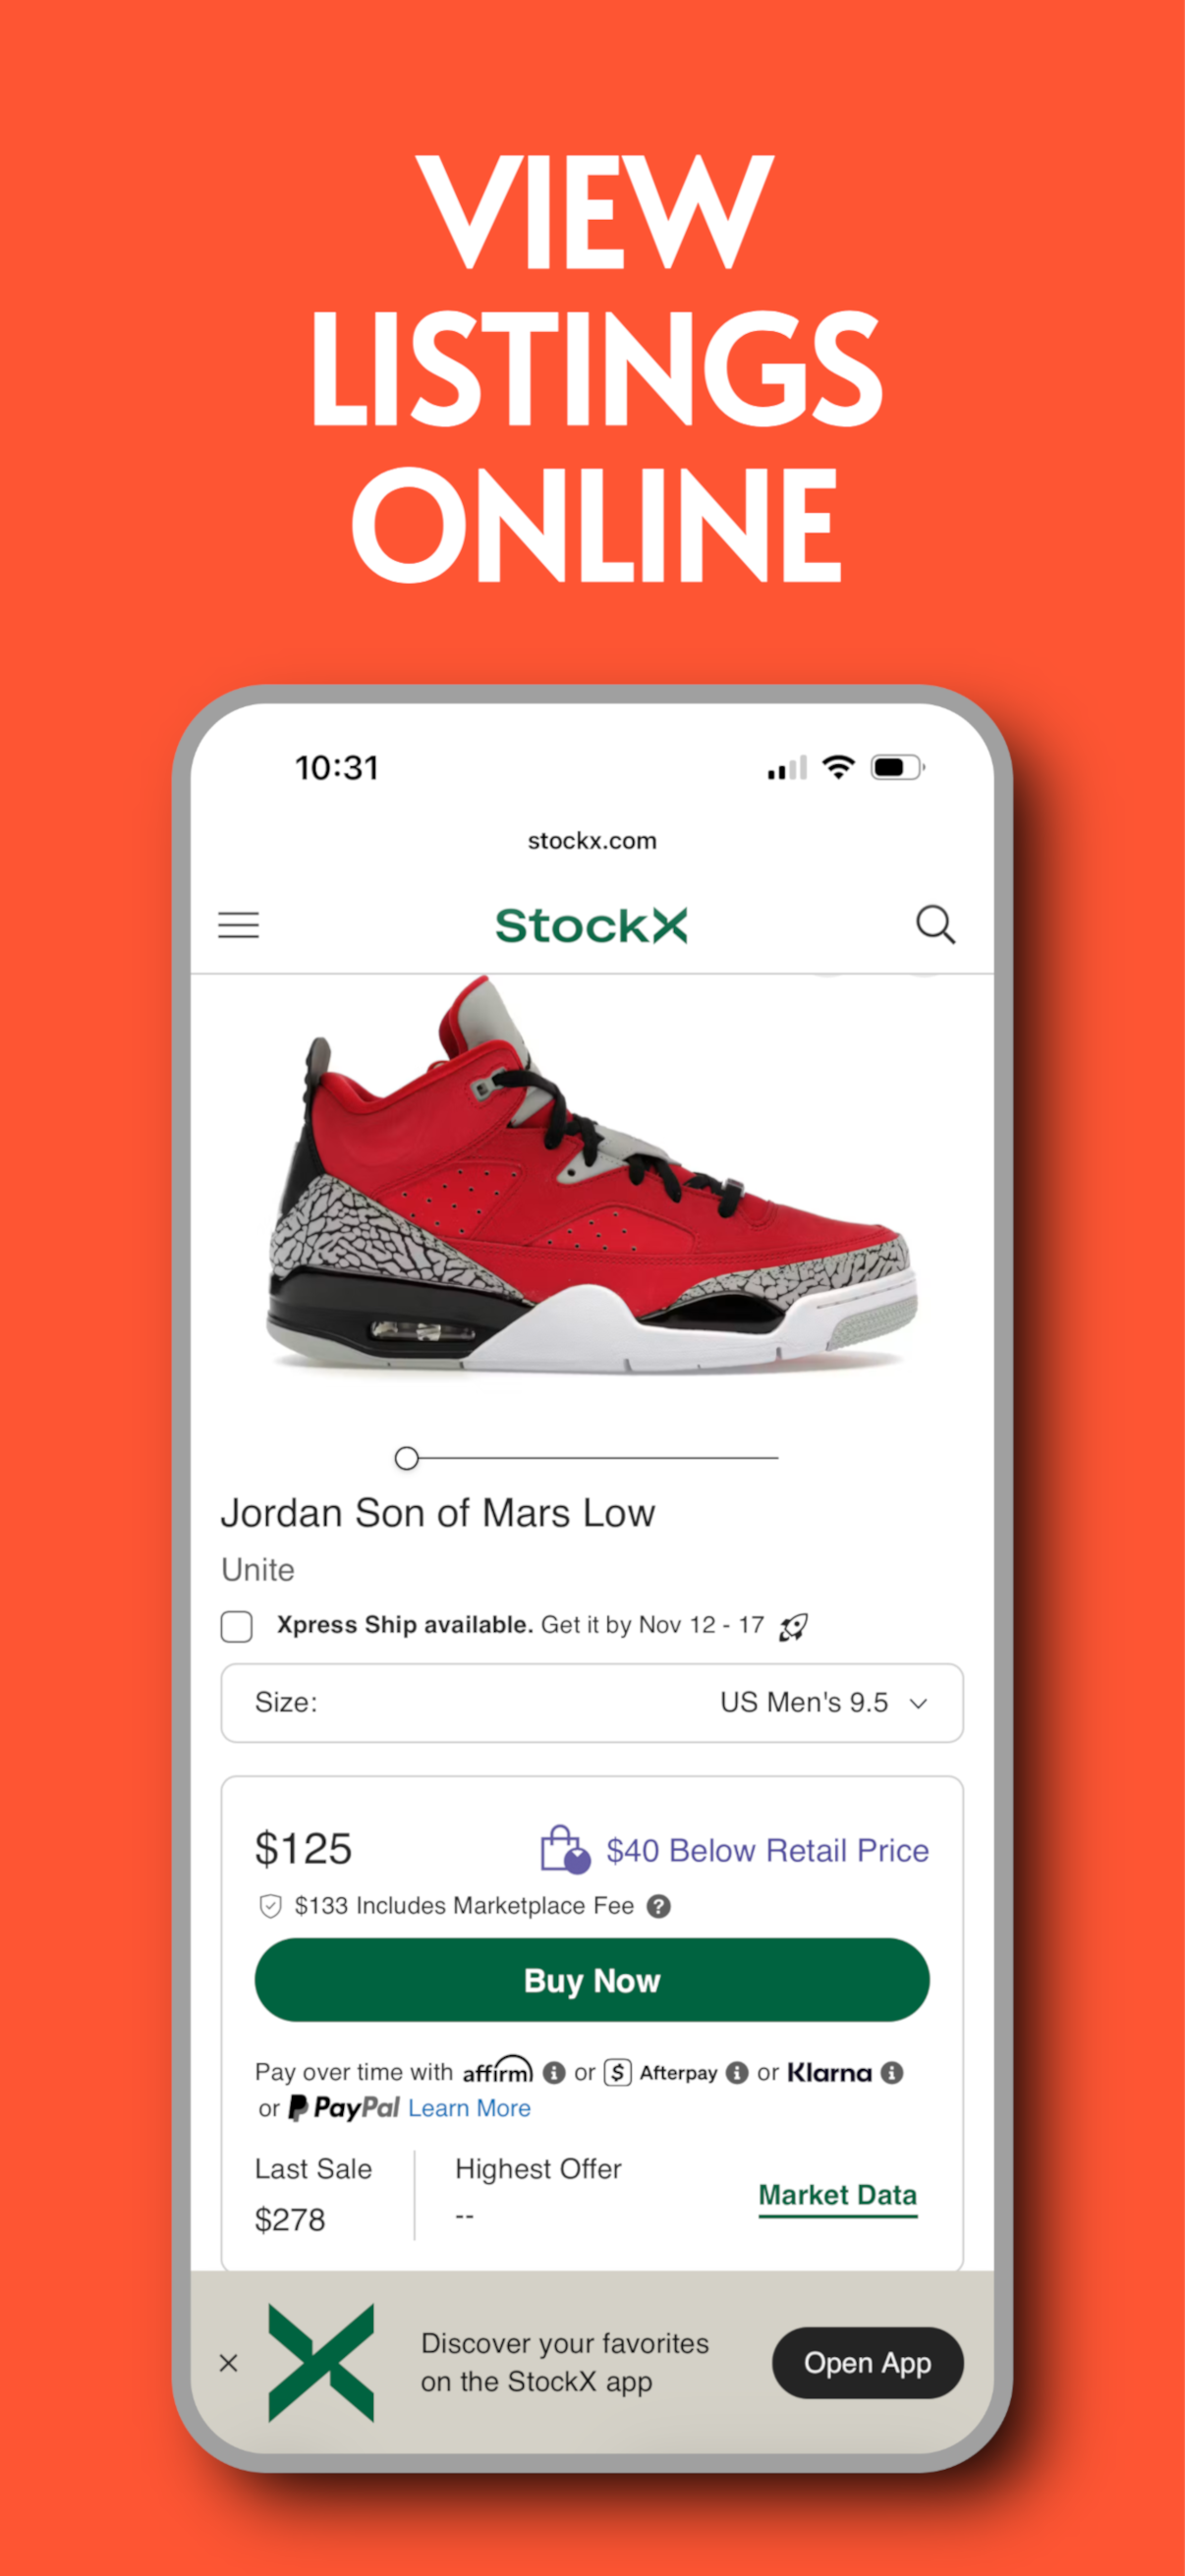 VIEW
LISTINGS
ONLINE
10:31
stockx.com
StockX
Jordan Son of Mars Low
Unite
Xpress Ship available. Get it by Nov 12 - 17
Size: US Men's 9.5
$125 $40 Below Retail Price
$133 Includes Marketplace Fee ?
Buy Now
Pay over time with affirm i or $ Afterpay i or Klarna i
or P PayPal Learn More
Last Sale Highest Offer
Market Data
$278 --
Discover your favorites
on the StockX app
Open App